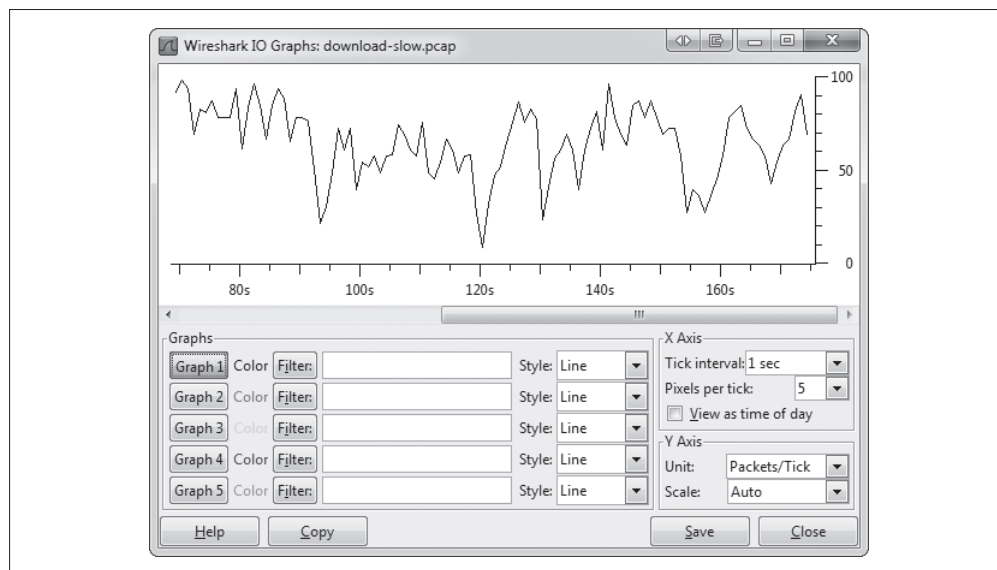 Wireshark IO Graphs: download-slow.pcap
100
50
0
80s 100s 120s 140s 160s
Graphs
Graph 1 Color Filter: Style: Line
Graph 2 Color Filter: Style: Line
Graph 3 Color Filter: Style: Line
Graph 4 Color Filter: Style: Line
Graph 5 Color Filter: Style: Line
X Axis
Tick interval: 1 sec
Pixels per tick: 5
View as time of day
Y Axis
Unit: Packets/Tick
Scale: Auto
Help Copy Save Close